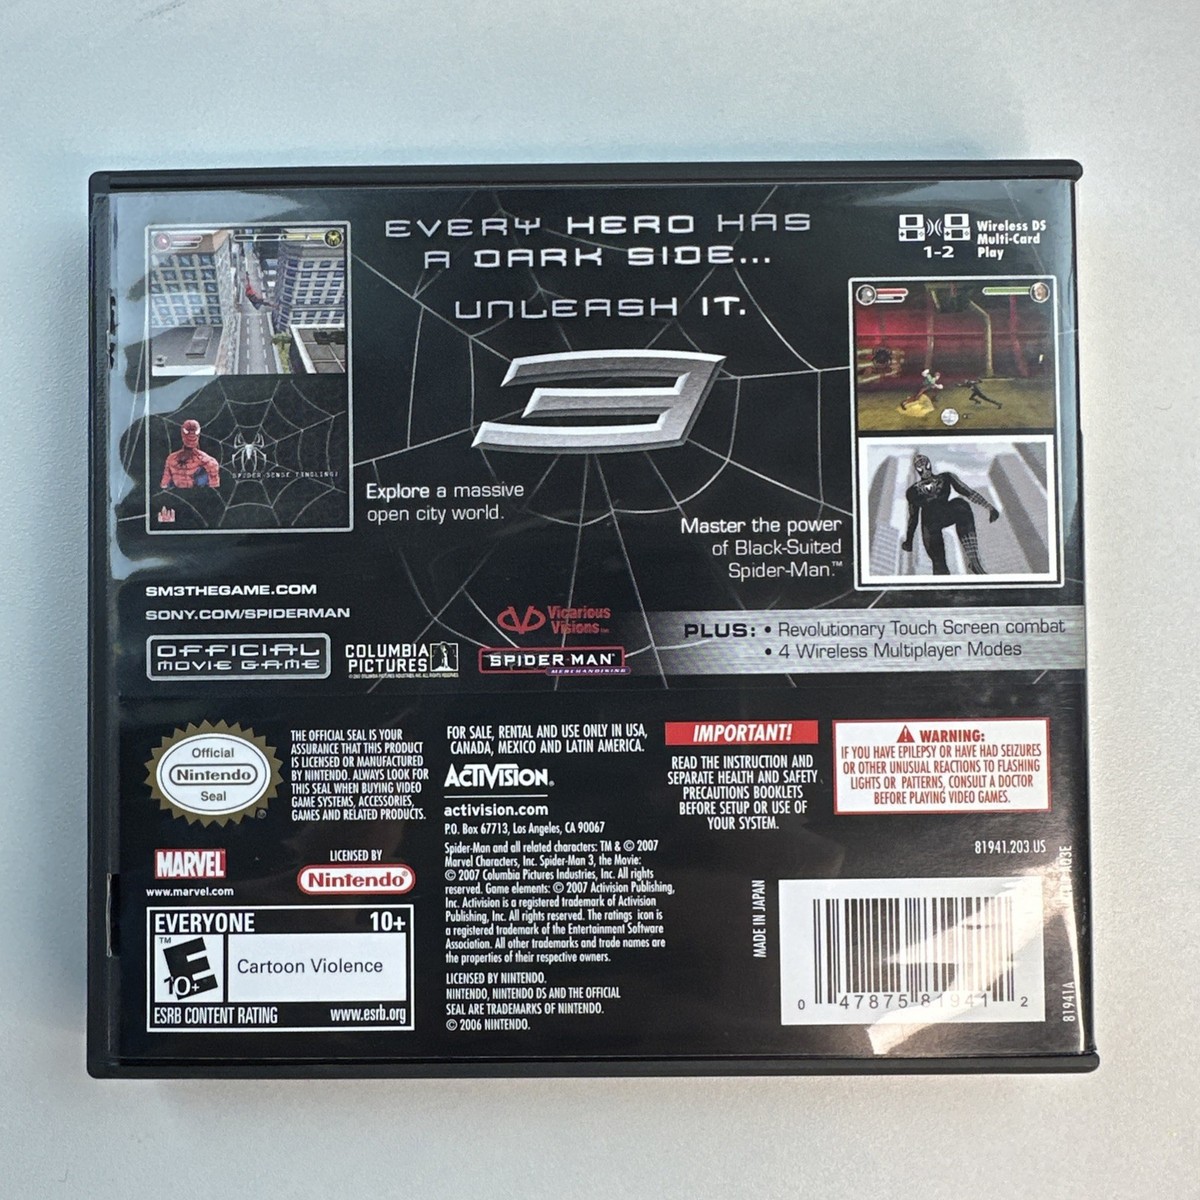 EVERY HERO HAS
A DARK SIDE...
UNLEASH IT.
Wireless DS
Multi-Card
Play
1-2
3
SPIDER-SENSE TINGLING!
Explore a massive
open city world.
Master the power
of Black-Suited
Spider-Man.™
SM3THEGAME.COM
SONY.COM/SPIDERMAN
OFFICIAL
MOVIE GAME
COLUMBIA
PICTURES
Vicarious
Visions
SPIDER-MAN
MERCHANDISING
PLUS: • Revolutionary Touch Screen combat
• 4 Wireless Multiplayer Modes
Official
Nintendo
Seal
THE OFFICIAL SEAL IS YOUR
ASSURANCE THAT THIS PRODUCT
IS LICENSED OR MANUFACTURED
BY NINTENDO. ALWAYS LOOK FOR
THIS SEAL WHEN BUYING VIDEO
GAME SYSTEMS, ACCESSORIES,
GAMES AND RELATED PRODUCTS.
MARVEL
www.marvel.com
LICENSED BY
Nintendo®
EVERYONE 10+
E
10+
™
Cartoon Violence
ESRB CONTENT RATING www.esrb.org
FOR SALE, RENTAL AND USE ONLY IN USA,
CANADA, MEXICO AND LATIN AMERICA.
ACTIVISION®
activision.com
P.O. Box 67713, Los Angeles, CA 90067
Spider-Man and all related characters: TM & © 2007
Marvel Characters, Inc. Spider-Man 3, the Movie:
© 2007 Columbia Pictures Industries, Inc. All rights
reserved. Game elements: © 2007 Activision Publishing,
Inc. Activision is a registered trademark of Activision
Publishing, Inc. All rights reserved. The ratings icon is
a registered trademark of the Entertainment Software
Association. All other trademarks and trade names are
the properties of their respective owners.
LICENSED BY NINTENDO.
NINTENDO, NINTENDO DS AND THE OFFICIAL
SEAL ARE TRADEMARKS OF NINTENDO.
© 2006 NINTENDO.
IMPORTANT!
READ THE INSTRUCTION AND
SEPARATE HEALTH AND SAFETY
PRECAUTIONS BOOKLETS
BEFORE SETUP OR USE OF
YOUR SYSTEM.
WARNING:
IF YOU HAVE EPILEPSY OR HAVE HAD SEIZURES
OR OTHER UNUSUAL REACTIONS TO FLASHING
LIGHTS OR PATTERNS, CONSULT A DOCTOR
BEFORE PLAYING VIDEO GAMES.
81941.203.US
MADE IN JAPAN
0 47875 81941 2
81941A